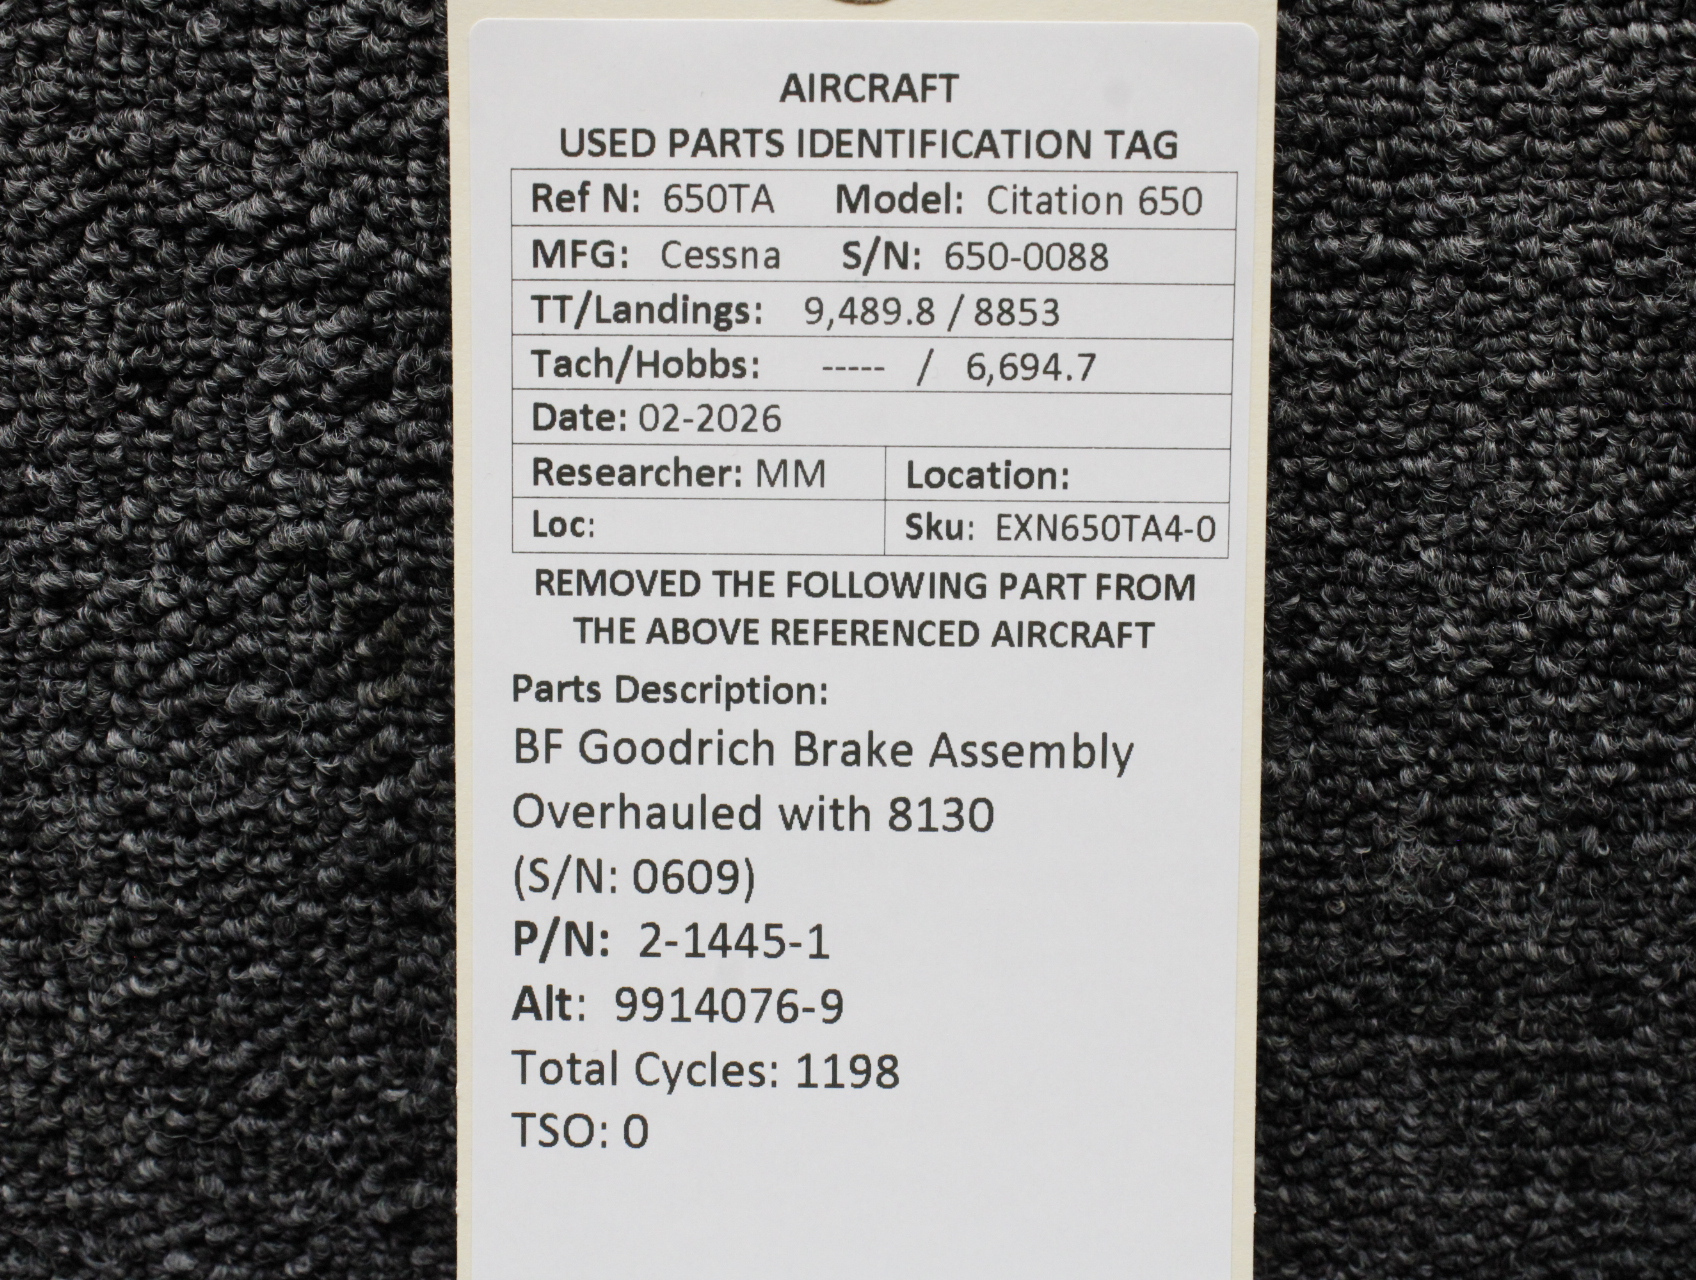 AIRCRAFT
USED PARTS IDENTIFICATION TAG
Ref N: 650TA Model: Citation 650
MFG: Cessna S/N: 650-0088
TT/Landings: 9,489.8 / 8853
Tach/Hobbs: ----- / 6,694.7
Date: 02-2026
Researcher: MM Location:
Loc: Sku: EXN650TA4-0
REMOVED THE FOLLOWING PART FROM
THE ABOVE REFERENCED AIRCRAFT
Parts Description:
BF Goodrich Brake Assembly
Overhauled with 8130
(S/N: 0609)
P/N: 2-1445-1
Alt: 9914076-9
Total Cycles: 1198
TSO: 0